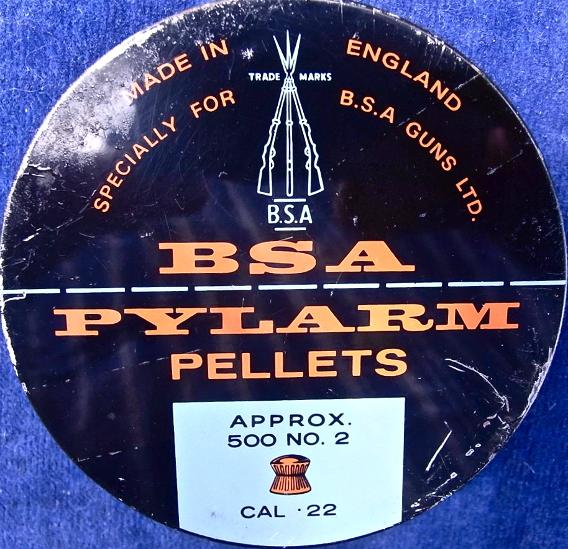 MADE IN ENGLAND
SPECIALLY FOR B.S.A GUNS LTD.
TRADE MARKS
B.S.A
BSA
PYLARM
PELLETS
APPROX.
500 NO. 2
CAL ·22